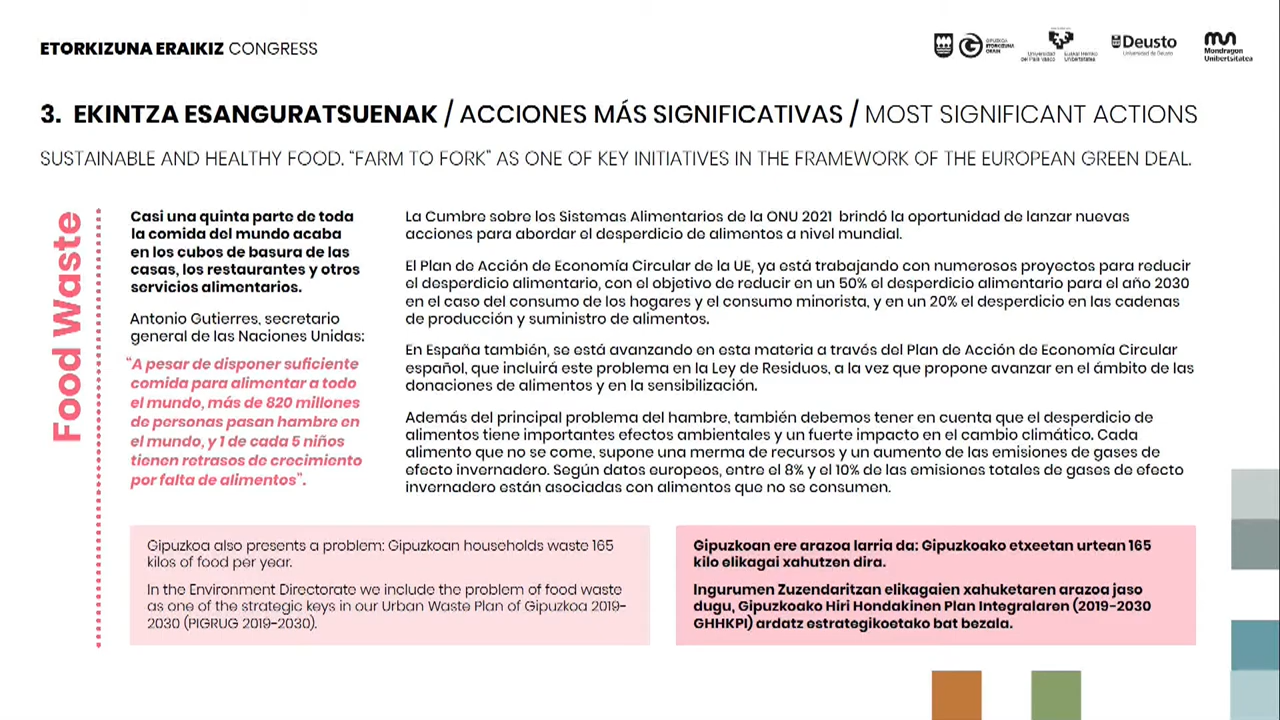 ETORKIZUNA ERAIKIZ CONGRESS
GIPUZKOA
ETORKIZUNA
ORAIN
Universidad del País Vasco
Euskal Herriko Unibertsitatea
Deusto
Universidad de Deusto
Mondragon
Unibertsitatea
3. EKINTZA ESANGURATSUENAK / ACCIONES MÁS SIGNIFICATIVAS / MOST SIGNIFICANT ACTIONS
SUSTAINABLE AND HEALTHY FOOD. “FARM TO FORK” AS ONE OF KEY INITIATIVES IN THE FRAMEWORK OF THE EUROPEAN GREEN DEAL.
Food Waste
Casi una quinta parte de toda
la comida del mundo acaba
en los cubos de basura de las
casas, los restaurantes y otros
servicios alimentarios.
Antonio Gutierres, secretario
general de las Naciones Unidas:
“A pesar de disponer suficiente
comida para alimentar a todo
el mundo, más de 820 millones
de personas pasan hambre en
el mundo, y 1 de cada 5 niños
tienen retrasos de crecimiento
por falta de alimentos”.
La Cumbre sobre los Sistemas Alimentarios de la ONU 2021 brindó la oportunidad de lanzar nuevas
acciones para abordar el desperdicio de alimentos a nivel mundial.
El Plan de Acción de Economía Circular de la UE, ya está trabajando con numerosos proyectos para reducir
el desperdicio alimentario, con el objetivo de reducir en un 50% el desperdicio alimentario para el año 2030
en el caso del consumo de los hogares y el consumo minorista, y en un 20% el desperdicio en las cadenas
de producción y suministro de alimentos.
En España también, se está avanzando en esta materia a través del Plan de Acción de Economía Circular
español, que incluirá este problema en la Ley de Residuos, a la vez que propone avanzar en el ámbito de las
donaciones de alimentos y en la sensibilización.
Además del principal problema del hambre, también debemos tener en cuenta que el desperdicio de
alimentos tiene importantes efectos ambientales y un fuerte impacto en el cambio climático. Cada
alimento que no se come, supone una merma de recursos y un aumento de las emisiones de gases de
efecto invernadero. Según datos europeos, entre el 8% y el 10% de las emisiones totales de gases de efecto
invernadero están asociadas con alimentos que no se consumen.
Gipuzkoa also presents a problem: Gipuzkoan households waste 165
kilos of food per year.
In the Environment Directorate we include the problem of food waste
as one of the strategic keys in our Urban Waste Plan of Gipuzkoa 2019-
2030 (PIGRUG 2019-2030).
Gipuzkoan ere arazoa larria da: Gipuzkoako etxeetan urtean 165
kilo elikagai xahutzen dira.
Ingurumen Zuzendaritzan elikagaien xahuketaren arazoa jaso
dugu, Gipuzkoako Hiri Hondakinen Plan Integralaren (2019-2030
GHHKPI) ardatz estrategikoetako bat bezala.